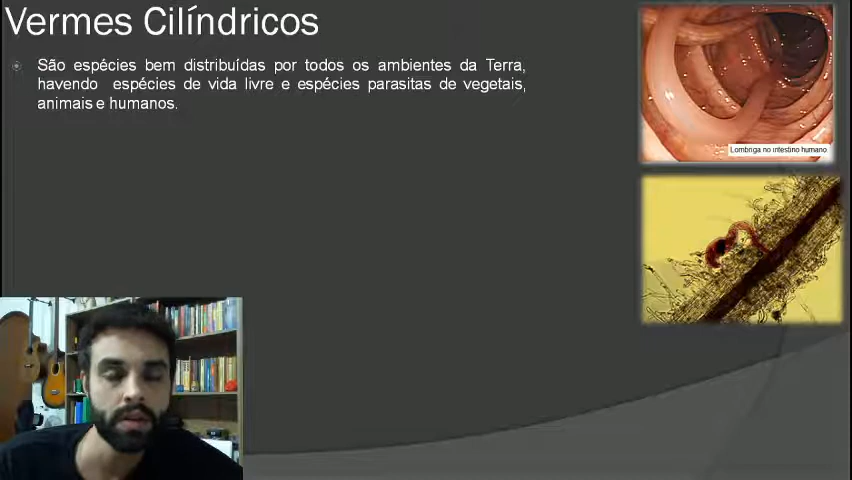 Vermes Cilíndricos
São espécies bem distribuídas por todos os ambientes da Terra,
havendo espécies de vida livre e espécies parasitas de vegetais,
animais e humanos.
Lombriga no intestino humano